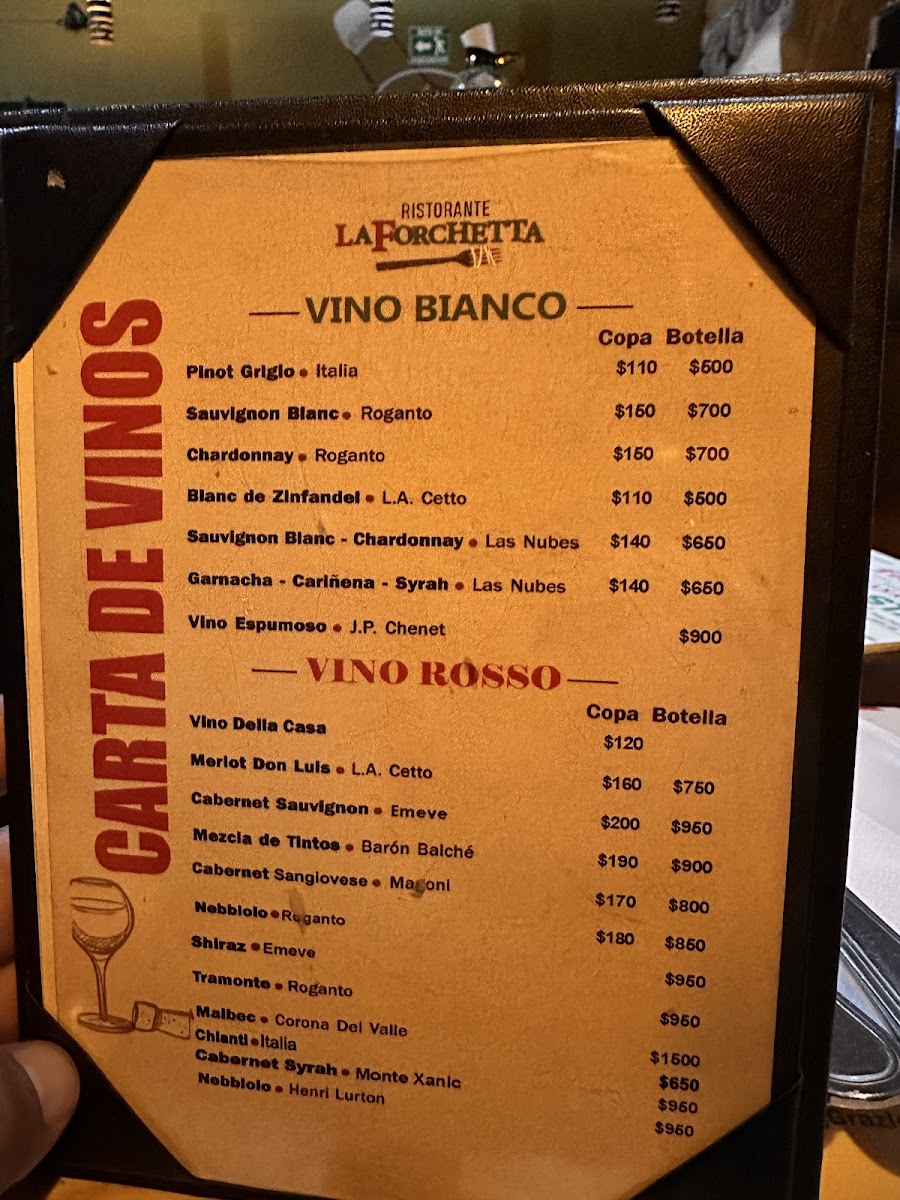 RISTORANTE
LA FORCHETTA
CARTA DE VINOS
VINO BIANCO
Copa Botella
Pinot Grigio • Italia $110 $500
Sauvignon Blanc • Roganto $150 $700
Chardonnay • Roganto $150 $700
Blanc de Zinfandel • L.A. Cetto $110 $500
Sauvignon Blanc - Chardonnay • Las Nubes $140 $650
Garnacha - Cariñena - Syrah • Las Nubes $140 $650
Vino Espumoso • J.P. Chenet $900
VINO ROSSO
Copa Botella
Vino Della Casa $120
Merlot Don Luis • L.A. Cetto $160 $750
Cabernet Sauvignon • Emeve $200 $950
Mezcla de Tintos • Barón Balché $190 $900
Cabernet Sangiovese • Magoni $170 $800
Nebbiolo • Roganto $180 $850
Shiraz • Emeve $950
Tramonte • Roganto $950
Malbec • Corona Del Valle $1500
Chianti • Italia $650
Cabernet Syrah • Monte Xanic $950
Nebbiolo • Henri Lurton $950